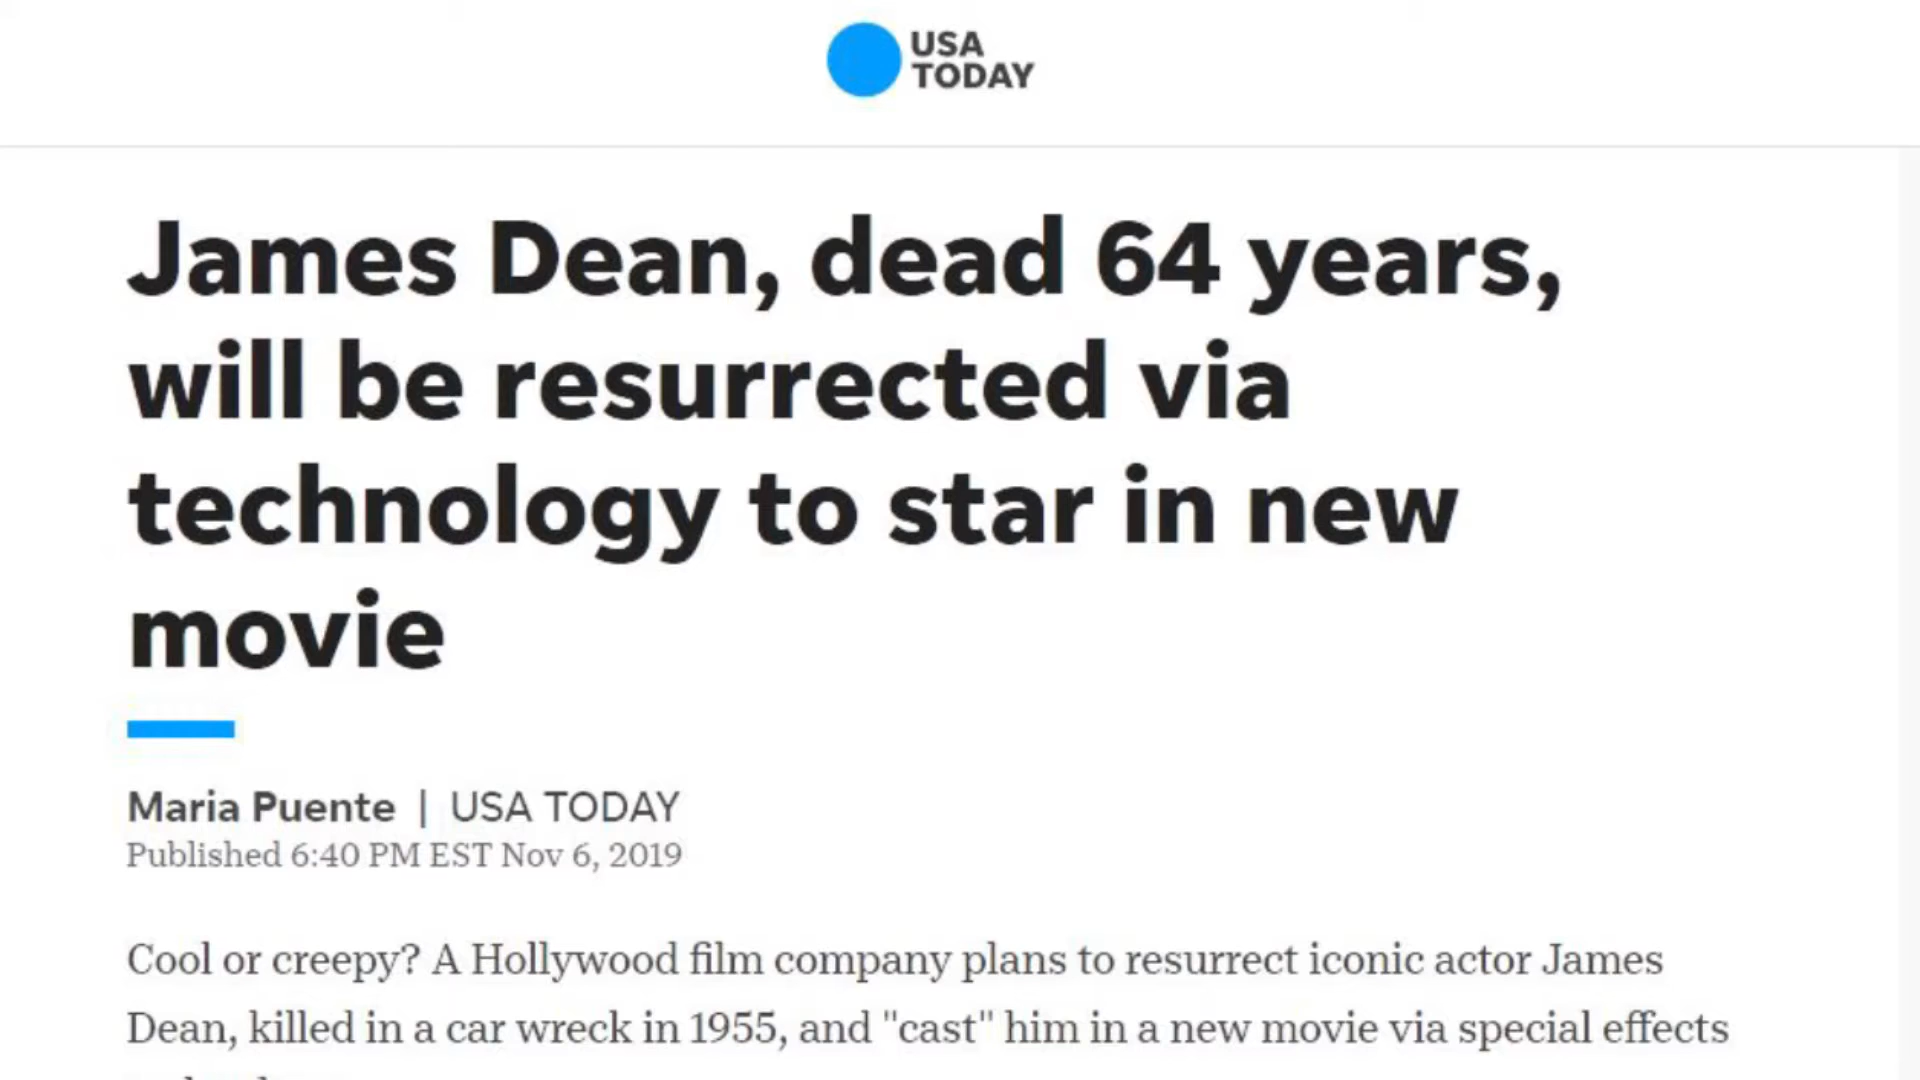 USA
TODAY
James Dean, dead 64 years,
will be resurrected via
technology to star in new
movie
Maria Puente | USA TODAY
Published 6:40 PM EST Nov 6, 2019
Cool or creepy? A Hollywood film company plans to resurrect iconic actor James
Dean, killed in a car wreck in 1955, and "cast" him in a new movie via special effects